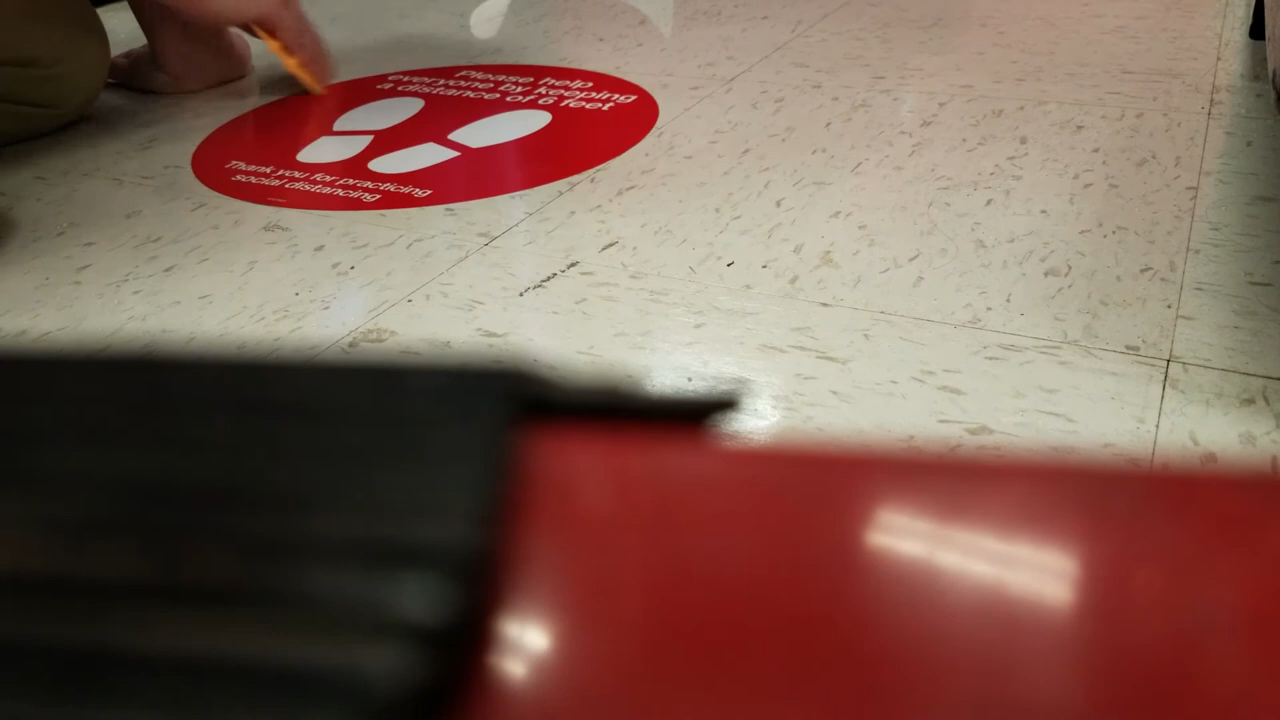 Please help
everyone by keeping
a distance of 6 feet
Thank you for practicing
social distancing